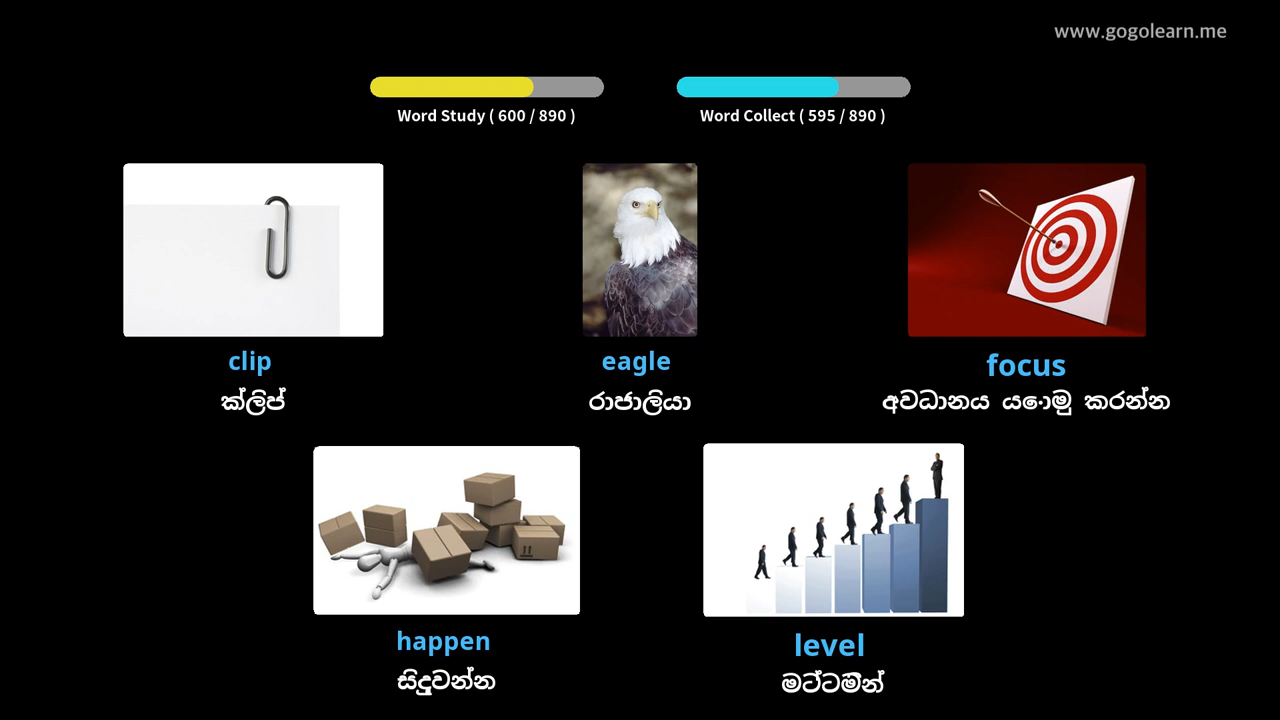 www.gogolearn.me
Word Study ( 600 / 890 )
Word Collect ( 595 / 890 )
clip
ක්ලිප්
eagle
රාජාලියා
focus
අවධානය යොමු කරන්න
happen
සිදුවන්න
level
මට්ටමින්